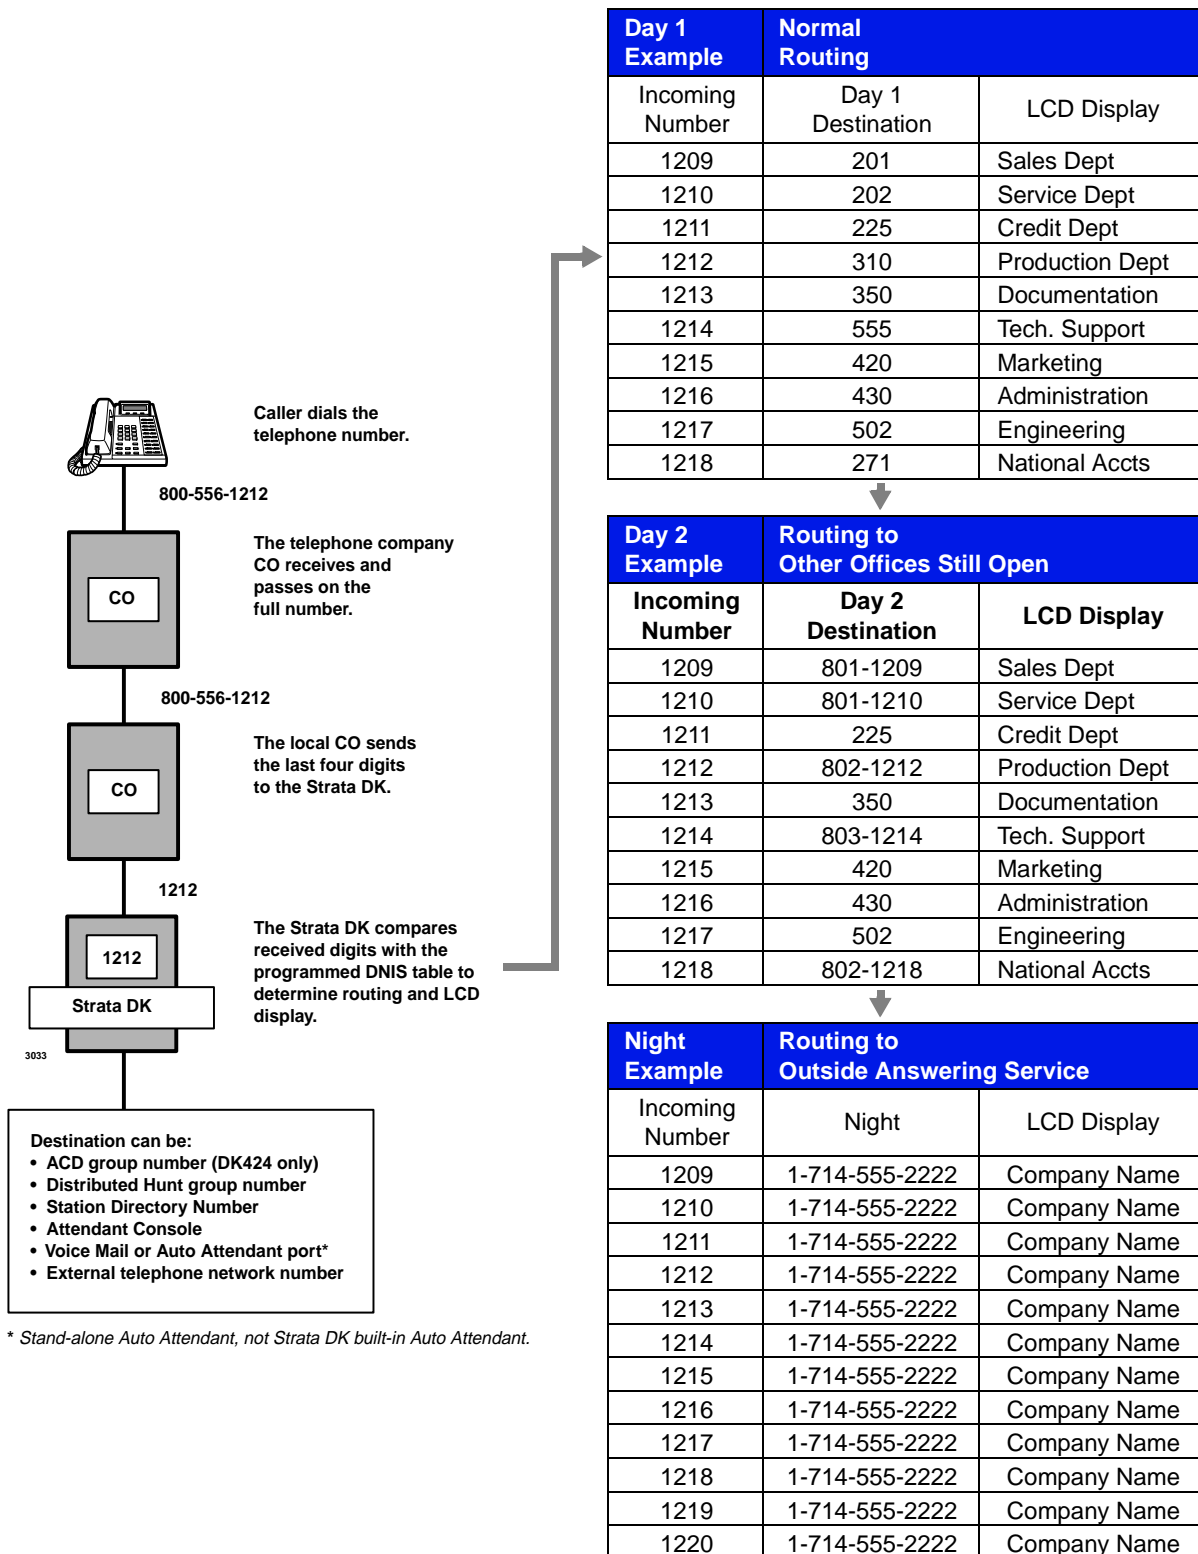 Caller dials the
telephone number.
800-556-1212
CO
The telephone company
CO receives and
passes on the
full number.
800-556-1212
CO
The local CO sends
the last four digits
to the Strata DK.
1212
1212
Strata DK
The Strata DK compares
received digits with the
programmed DNIS table to
determine routing and LCD
display.
3033
Destination can be:
• ACD group number (DK424 only)
• Distributed Hunt group number
• Station Directory Number
• Attendant Console
• Voice Mail or Auto Attendant port*
• External telephone network number
* Stand-alone Auto Attendant, not Strata DK built-in Auto Attendant.
Day 1 Example Normal Routing
Incoming Number Day 1 Destination LCD Display
1209 201 Sales Dept
1210 202 Service Dept
1211 225 Credit Dept
1212 310 Production Dept
1213 350 Documentation
1214 555 Tech. Support
1215 420 Marketing
1216 430 Administration
1217 502 Engineering
1218 271 National Accts
Day 2 Example Routing to Other Offices Still Open
Incoming Number Day 2 Destination LCD Display
1209 801-1209 Sales Dept
1210 801-1210 Service Dept
1211 225 Credit Dept
1212 802-1212 Production Dept
1213 350 Documentation
1214 803-1214 Tech. Support
1215 420 Marketing
1216 430 Administration
1217 502 Engineering
1218 802-1218 National Accts
Night Example Routing to Outside Answering Service
Incoming Number Night LCD Display
1209 1-714-555-2222 Company Name
1210 1-714-555-2222 Company Name
1211 1-714-555-2222 Company Name
1212 1-714-555-2222 Company Name
1213 1-714-555-2222 Company Name
1214 1-714-555-2222 Company Name
1215 1-714-555-2222 Company Name
1216 1-714-555-2222 Company Name
1217 1-714-555-2222 Company Name
1218 1-714-555-2222 Company Name
1219 1-714-555-2222 Company Name
1220 1-714-555-2222 Company Name